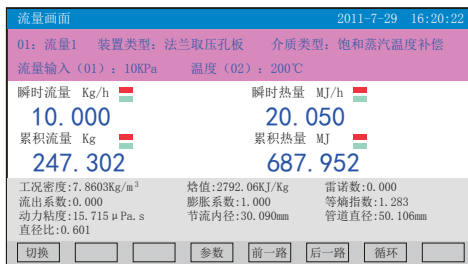 流量画面 2011-7-29 16:20:22
01: 流量1 装置类型: 法兰取压孔板 介质类型: 饱和蒸汽温度补偿
流量输入（01）: 10KPa 温度（02）: 200℃
瞬时流量 Kg/h 瞬时热量 MJ/h
10.000 20.050
累积流量 Kg 累积热量 MJ
247.302 687.952
工况密度:7.8603Kg/m³ 焓值:2792.06KJ/Kg 雷诺数:0.000
流出系数:0.000 膨胀系数:1.000 等熵指数:1.283
动力粘度:15.715μPa.s 节流内径:30.090mm 管道直径:50.106mm
直径比:0.601
切换 参数 前一路 后一路 循环